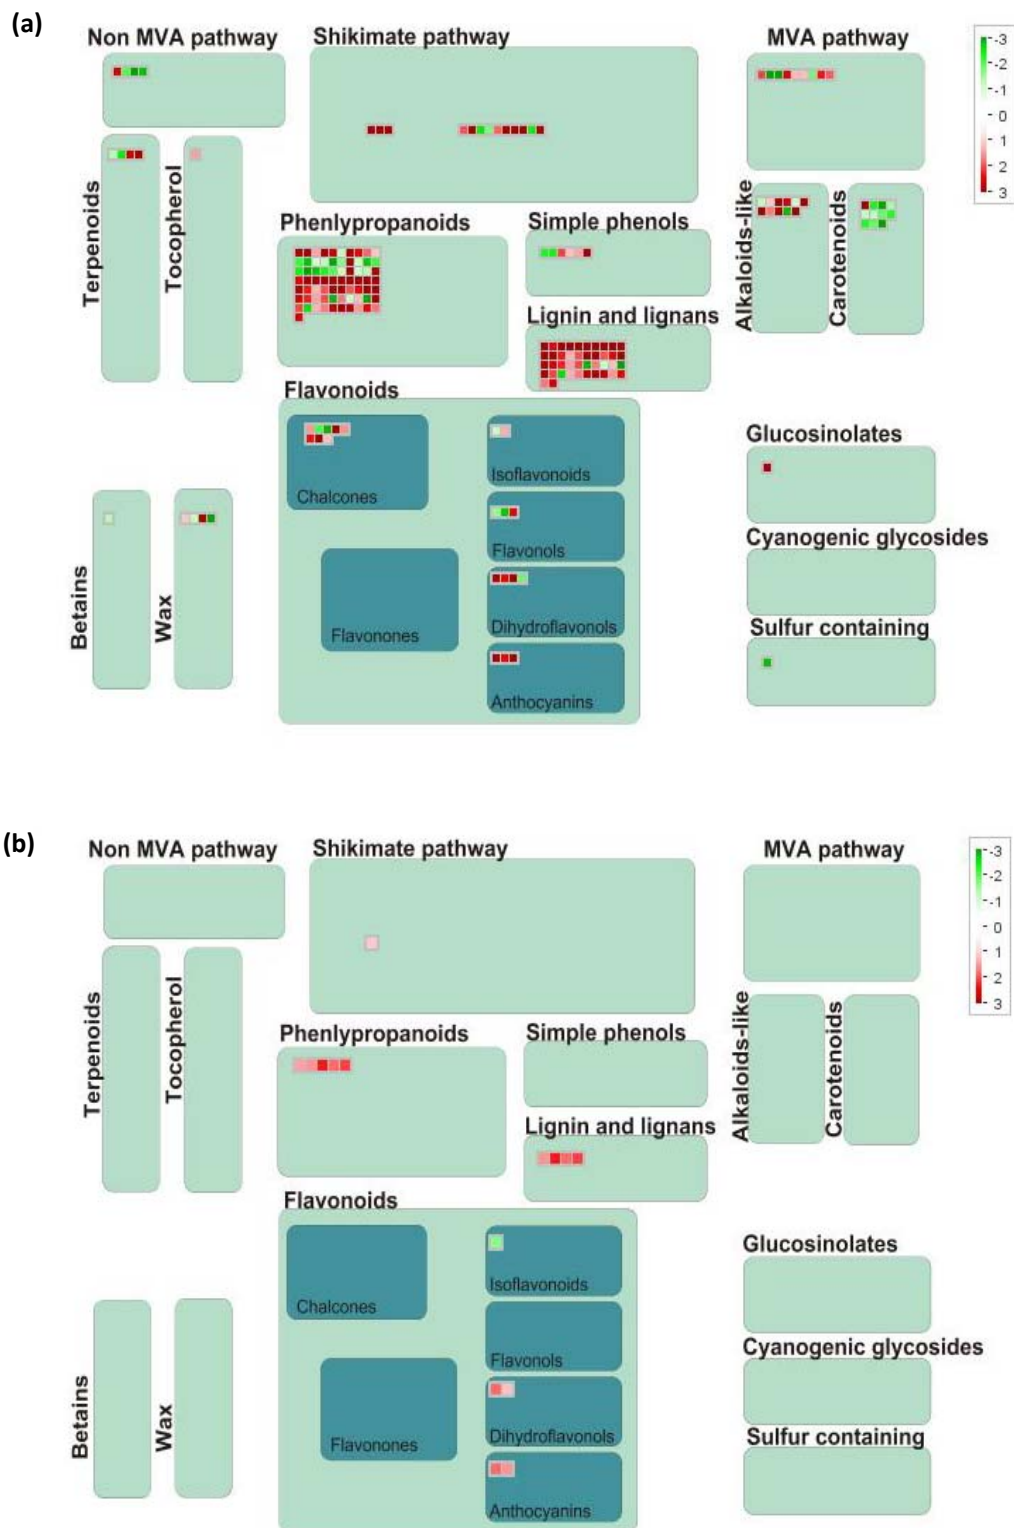 (a)
Non MVA pathway
Shikimate pathway
MVA pathway
-3
-2
-1
0
1
2
3
Terpenoids
Tocopherol
Phenlypropanoids
Simple phenols
Lignin and lignans
Alkaloids-like
Carotenoids
Flavonoids
Chalcones
Isoflavonoids
Flavonols
Flavonones
Dihydroflavonols
Anthocyanins
Betains
Wax
Glucosinolates
Cyanogenic glycosides
Sulfur containing
(b)
Non MVA pathway
Shikimate pathway
MVA pathway
-3
-2
-1
0
1
2
3
Terpenoids
Tocopherol
Phenlypropanoids
Simple phenols
Lignin and lignans
Alkaloids-like
Carotenoids
Flavonoids
Chalcones
Isoflavonoids
Flavonols
Flavonones
Dihydroflavonols
Anthocyanins
Betains
Wax
Glucosinolates
Cyanogenic glycosides
Sulfur containing